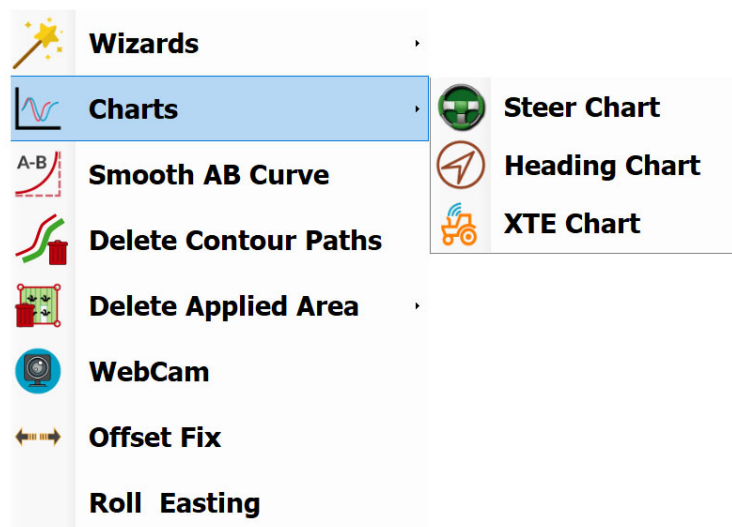 Wizards
Charts
Steer Chart
Heading Chart
XTE Chart
A-B
Smooth AB Curve
Delete Contour Paths
Delete Applied Area
WebCam
Offset Fix
Roll  Easting